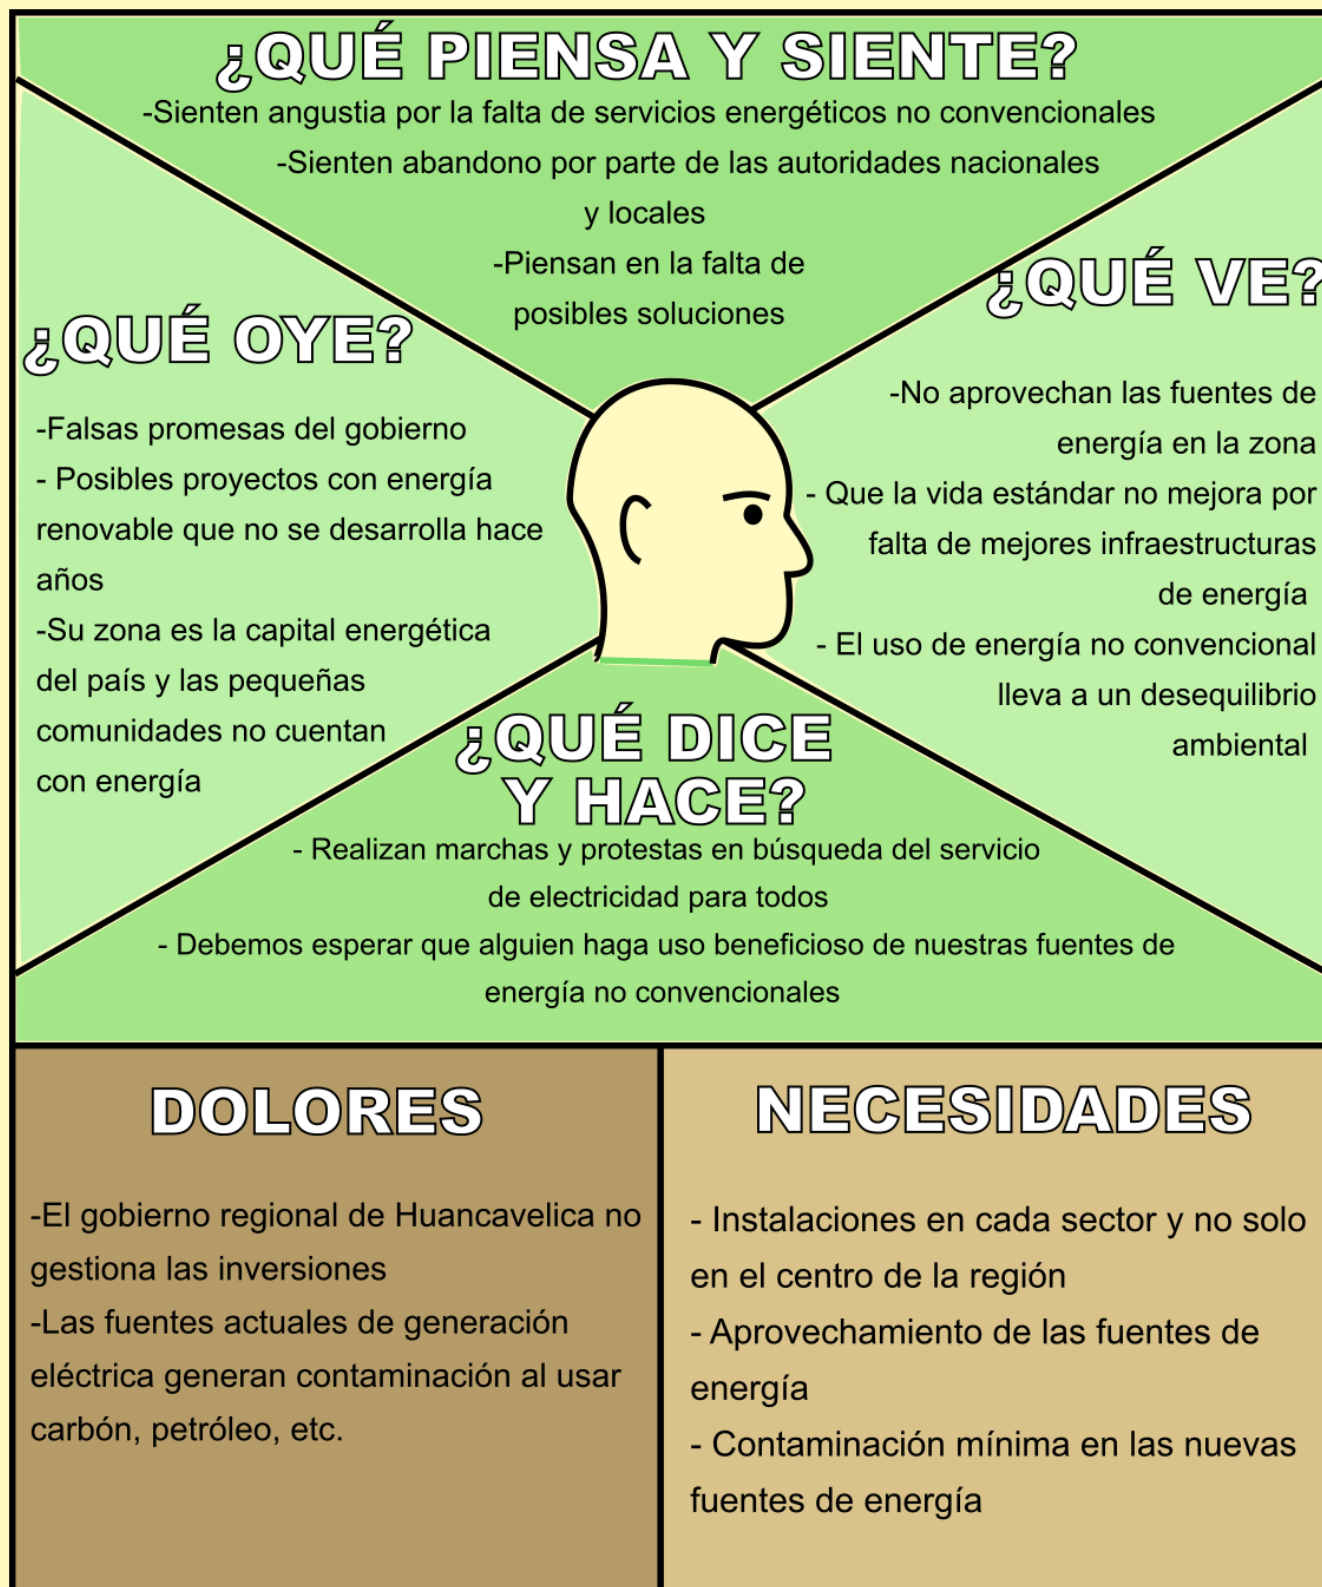 ¿QUÉ PIENSA Y SIENTE?
-Sienten angustia por la falta de servicios energéticos no convencionales
-Sienten abandono por parte de las autoridades nacionales
y locales
-Piensan en la falta de
posibles soluciones
¿QUÉ OYE?
-Falsas promesas del gobierno
- Posibles proyectos con energía
renovable que no se desarrolla hace
años
-Su zona es la capital energética
del país y las pequeñas
comunidades no cuentan
con energía
¿QUÉ VE?
-No aprovechan las fuentes de
energía en la zona
- Que la vida estándar no mejora por
falta de mejores infraestructuras
de energía
- El uso de energía no convencional
lleva a un desequilibrio
ambiental
¿QUÉ DICE
Y HACE?
- Realizan marchas y protestas en búsqueda del servicio
de electricidad para todos
- Debemos esperar que alguien haga uso beneficioso de nuestras fuentes de
energía no convencionales
DOLORES
-El gobierno regional de Huancavelica no
gestiona las inversiones
-Las fuentes actuales de generación
eléctrica generan contaminación al usar
carbón, petróleo, etc.
NECESIDADES
- Instalaciones en cada sector y no solo
en el centro de la región
- Aprovechamiento de las fuentes de
energía
- Contaminación mínima en las nuevas
fuentes de energía